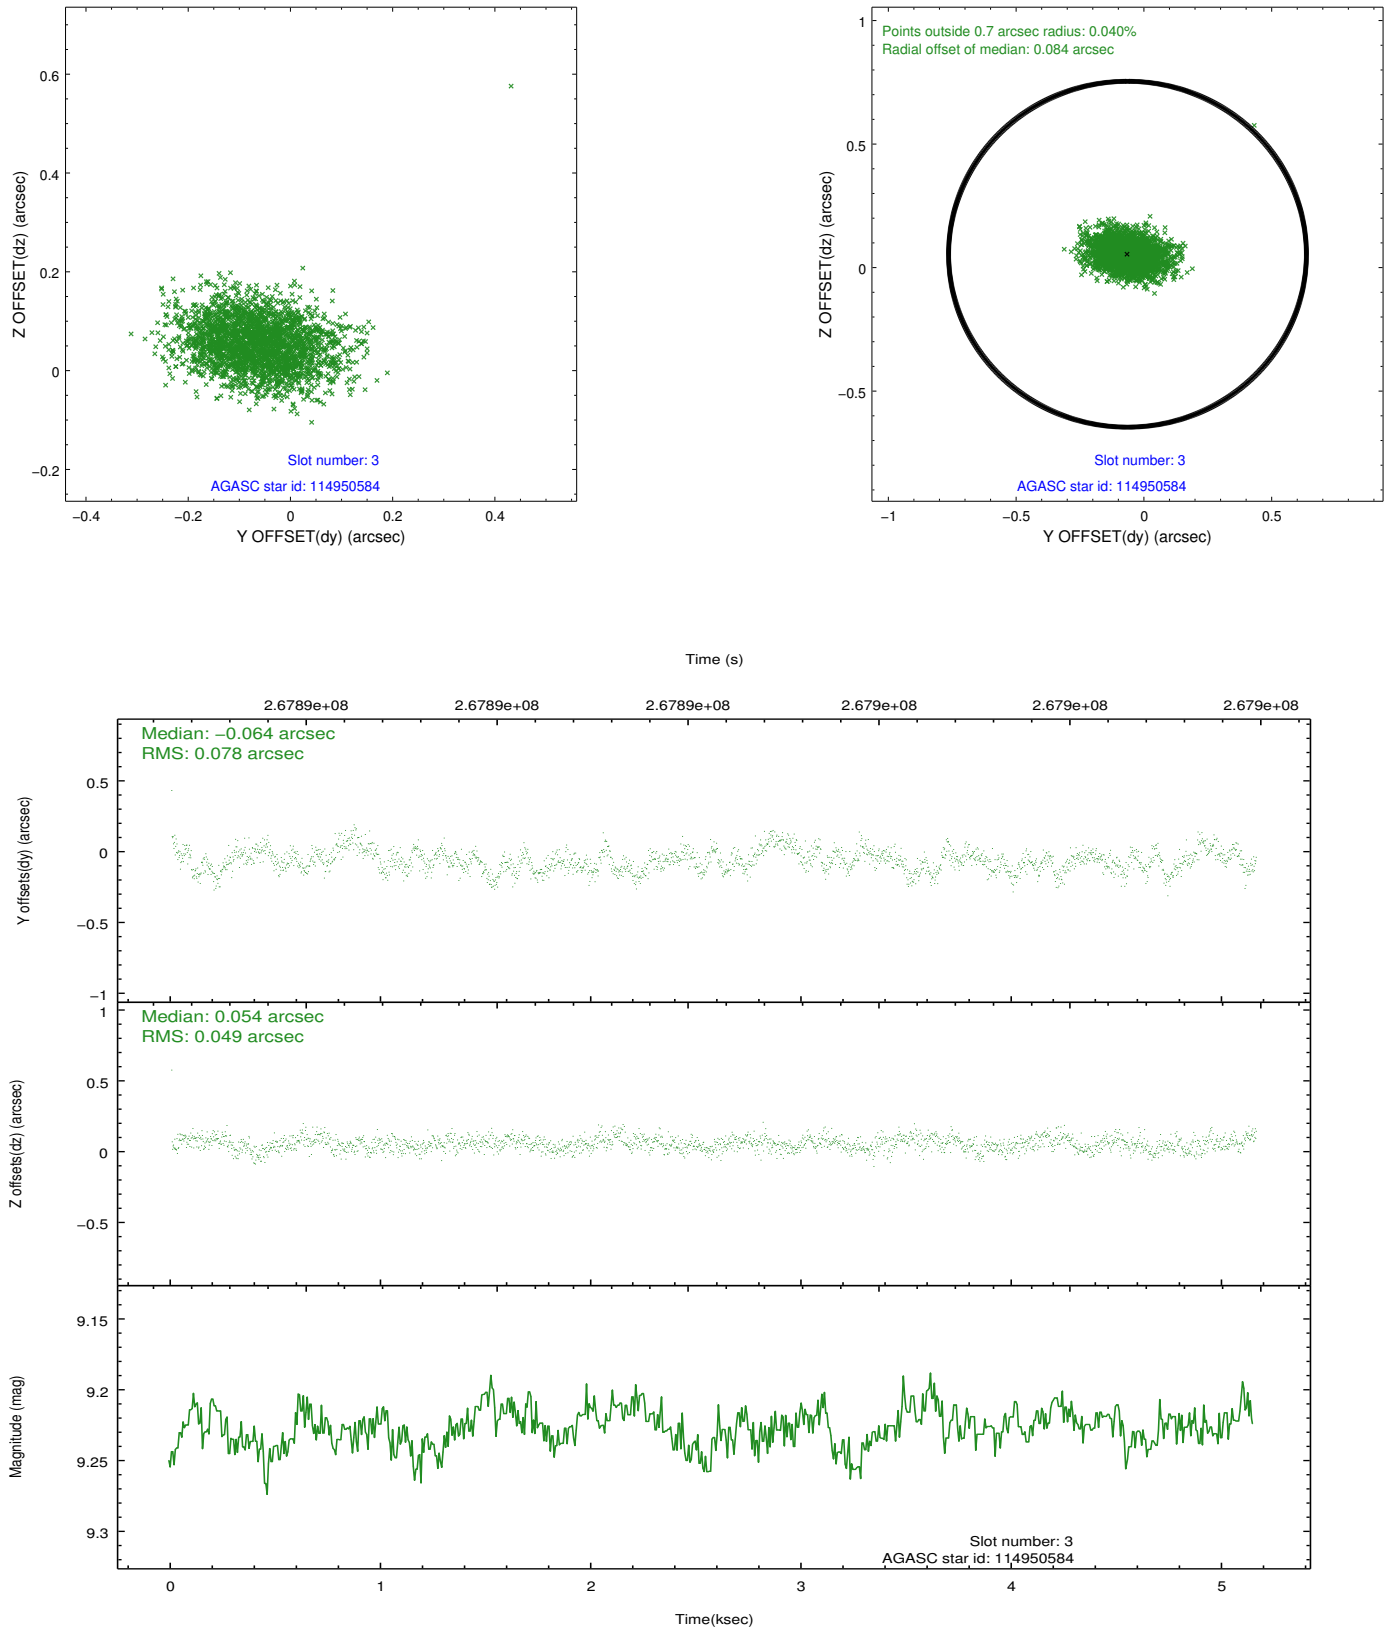 0.6
0.4
0.2
0
−0.2
Z OFFSET(dz) (arcsec)
Slot number: 3
AGASC star id: 114950584
−0.4
−0.2
0
0.2
0.4
Y OFFSET(dy) (arcsec)
Points outside 0.7 arcsec radius: 0.040%
Radial offset of median: 0.084 arcsec
1
0.5
0
−0.5
Z OFFSET(dz) (arcsec)
Slot number: 3
AGASC star id: 114950584
−1
−0.5
0
0.5
Y OFFSET(dy) (arcsec)
Time (s)
2.6789e+08
2.6789e+08
2.6789e+08
2.679e+08
2.679e+08
2.679e+08
Median: −0.064 arcsec
RMS: 0.078 arcsec
0.5
0
−0.5
−1
Y offsets(dy) (arcsec)
Median: 0.054 arcsec
RMS: 0.049 arcsec
1
0.5
0
−0.5
Z offsets(dz) (arcsec)
9.15
9.2
9.25
9.3
Magnitude (mag)
Slot number: 3
AGASC star id: 114950584
0
1
2
3
4
5
Time(ksec)